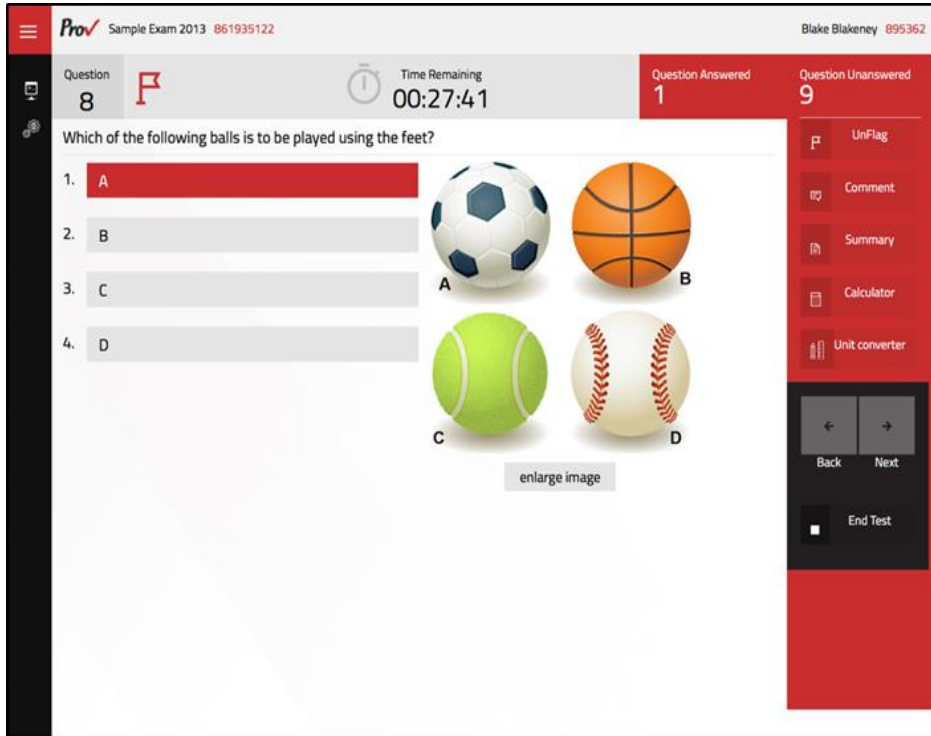 Prov Sample Exam 2013 861935122
Blake Blakeney 895362
Question
8
Time Remaining
00:27:41
Question Answered
1
Question Unanswered
9
Which of the following balls is to be played using the feet?
1. A
2. B
3. C
4. D
A
B
C
D
enlarge image
UnFlag
Comment
Summary
Calculator
Unit converter
Back Next
End Test